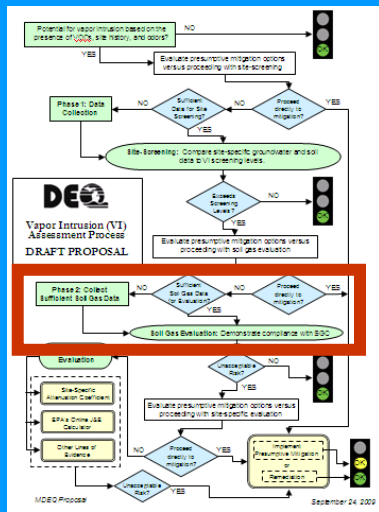 Potential for vapor intrusion based on the
presence of VOCs, site history, and odors?
NO
YES
Evaluate presumptive mitigation options
versus proceeding with site-screening
Phase 1: Data
Collection
NO
Sufficient
Data for Site
Screening?
NO
Proceed
directly to
mitigation?
YES
YES
Site-Screening: Compare site-specific groundwater and soil
data to VI screening levels.
DEQ
Vapor Intrusion (VI)
Assessment Process
DRAFT PROPOSAL
Exceeds
Screening
Levels?
NO
YES
Evaluate presumptive mitigation options versus
proceeding with soil gas evaluation
Phase 2: Collect
Sufficient Soil Gas Data
NO
Sufficient
Soil Gas Data
for Evaluation?
NO
Proceed
directly to
mitigation?
YES
YES
Soil Gas Evaluation: Demonstrate compliance with SGC
Evaluation
Unacceptable
Risk?
NO
YES
Site-Specific
Attenuation Coefficient
EPA's Online J&E
Calculator
Other Lines of
Evidence
Evaluate presumptive mitigation options versus
proceeding with site-specific evaluation
NO
Proceed
directly to
mitigation?
YES
Implement
Presumptive Mitigation
or
Remediation
Unacceptable
Risk?
YES
NO
MDEQ Proposal
September 24, 2009